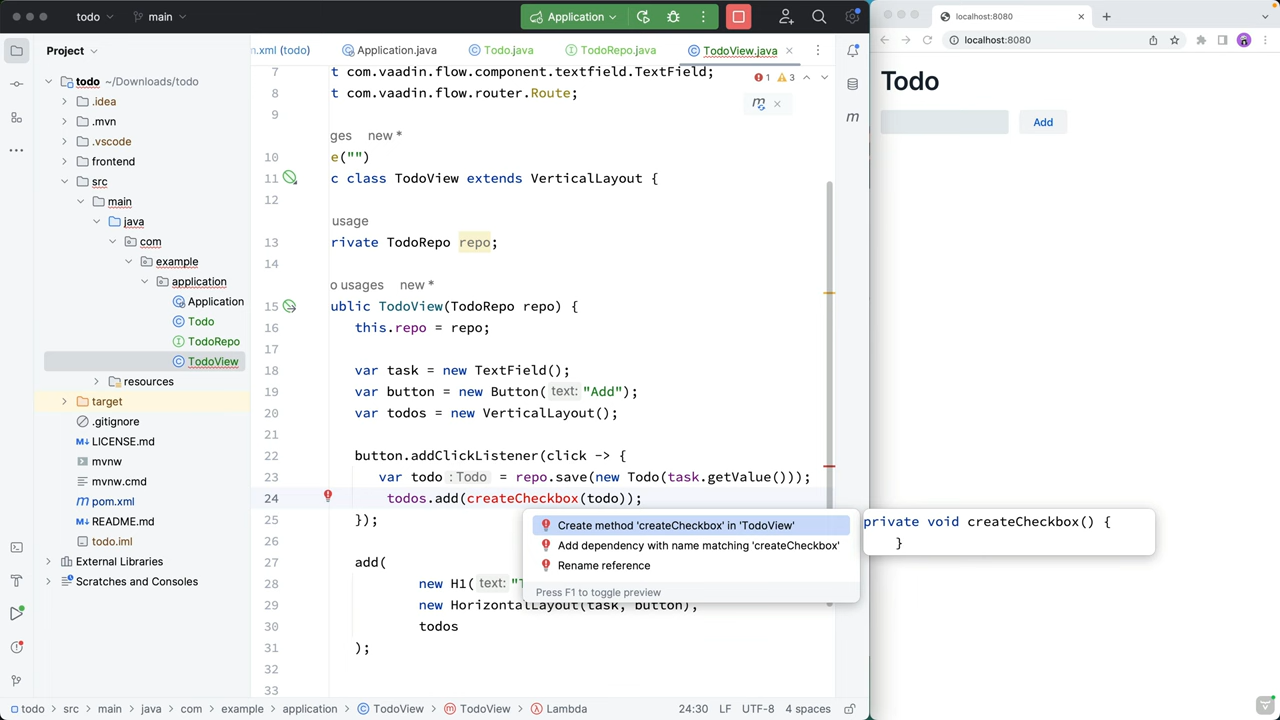 todo
main
Application
localhost:8080
Project
n.xml (todo)
Application.java
Todo.java
TodoRepo.java
TodoView.java
localhost:8080
todo ~/Downloads/todo
.idea
.mvn
.vscode
frontend
src
main
java
com
example
application
Application
Todo
TodoRepo
TodoView
resources
target
.gitignore
LICENSE.md
mvnw
mvnw.cmd
pom.xml
README.md
todo.iml
External Libraries
Scratches and Consoles
7 t com.vaadin.flow.component.textfield.TextField;
1 3
8 t com.vaadin.flow.router.Route;
9
ges new *
10 e("")
11 c class TodoView extends VerticalLayout {
12
usage
13 rivate TodoRepo repo;
14
o usages new *
15 ublic TodoView(TodoRepo repo) {
16 this.repo = repo;
17
18 var task = new TextField();
19 var button = new Button( text: "Add");
20 var todos = new VerticalLayout();
21
22 button.addClickListener(click -> {
23 var todo : Todo = repo.save(new Todo(task.getValue()));
24 todos.add(createCheckbox(todo));
25 });
26
27 add(
28 new H1( text: "T
29 new HorizontalLayout(task, button),
30 todos
31 );
32
33
Create method 'createCheckbox' in 'TodoView'
Add dependency with name matching 'createCheckbox'
Rename reference
Press F1 to toggle preview
private void createCheckbox() {
}
Todo
Add
todo > src > main > java > com > example > application > TodoView > TodoView > Lambda
24:30 LF UTF-8 4 spaces